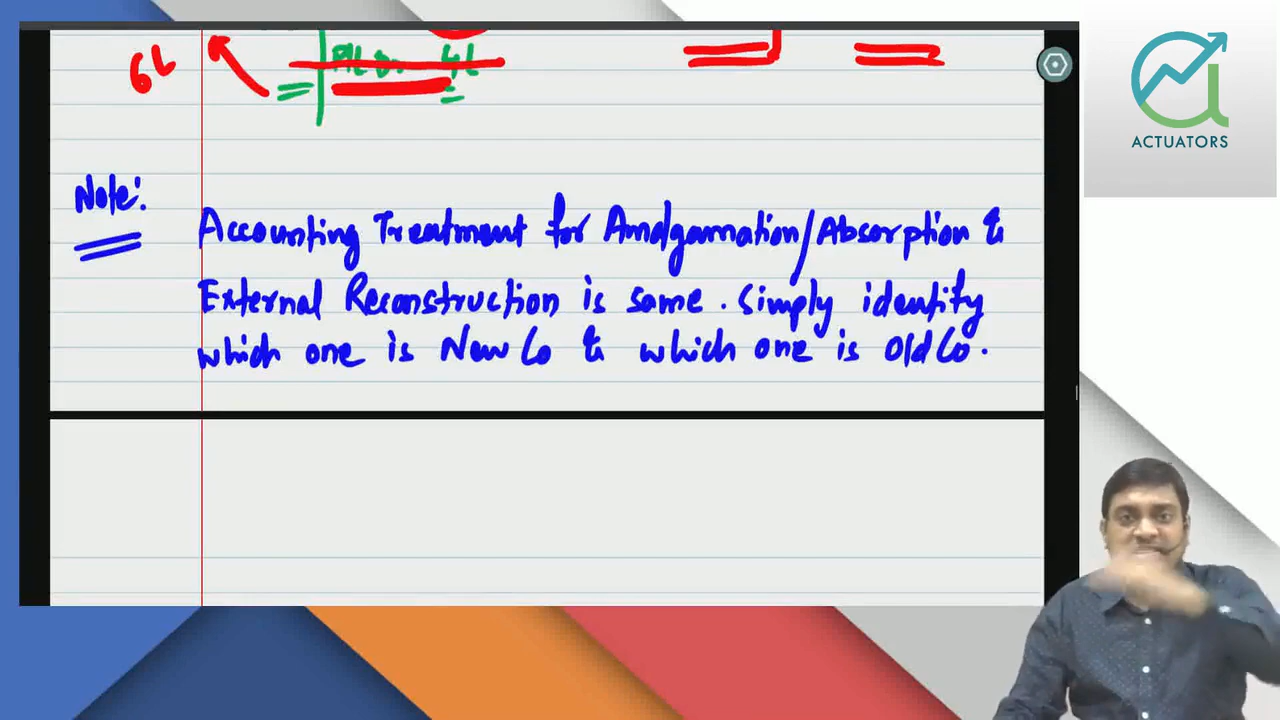 6L
4L
Note:
Accounting Treatment for Amalgamation/Absorption &
External Reconstruction is same. Simply identify
which one is New Co & which one is Old Co.
ACTUATORS